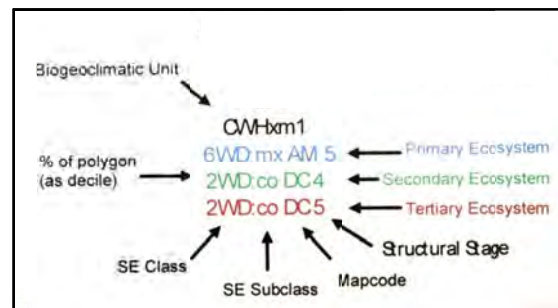 Biogeoclimatic Unit
CWHxm1
6WD:mx AM 5
Primary Ecosystem
% of polygon
(as decile)
2WD:co DC4
Secondary Ecosystem
2WD:co DC5
Tertiary Ecosystem
Structural Stage
SE Class
Mapcode
SE Subclass